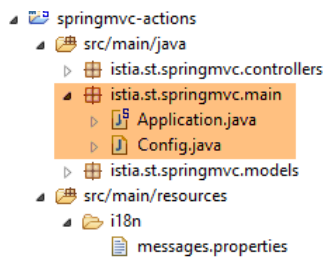 springmvc-actions
src/main/java
istia.st.springmvc.controllers
istia.st.springmvc.main
Application.java
Config.java
istia.st.springmvc.models
src/main/resources
i18n
messages.properties